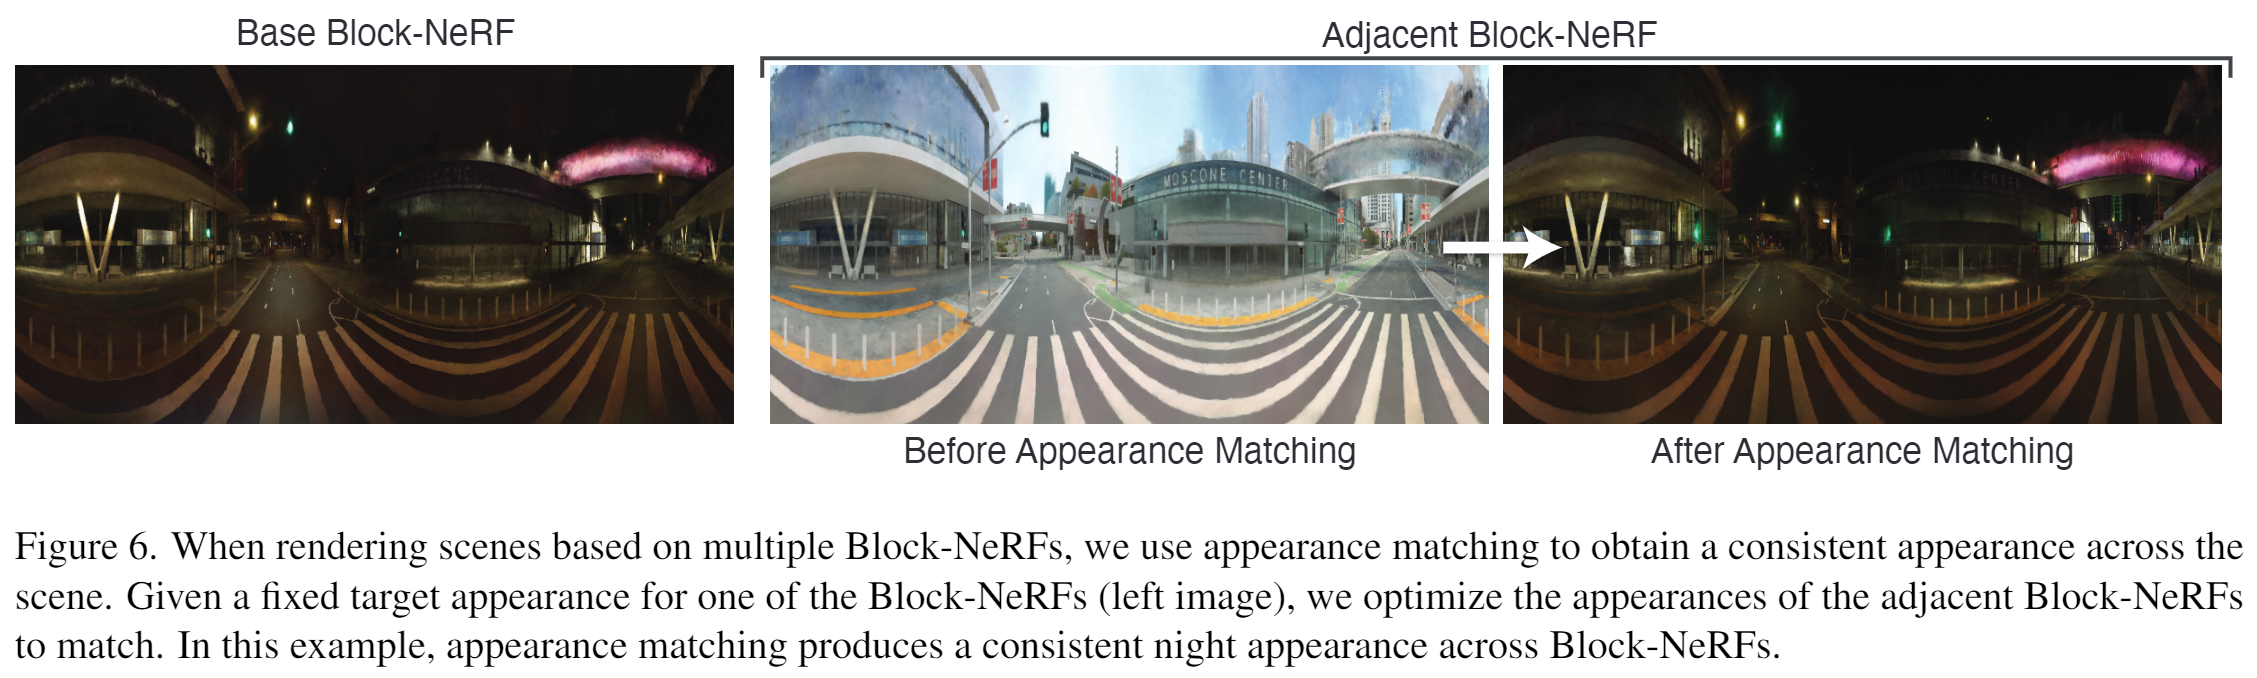 Base Block-NeRF
Adjacent Block-NeRF
MOSCONE CENTER
Before Appearance Matching
After Appearance Matching
Figure 6. When rendering scenes based on multiple Block-NeRFs, we use appearance matching to obtain a consistent appearance across the
scene. Given a fixed target appearance for one of the Block-NeRFs (left image), we optimize the appearances of the adjacent Block-NeRFs
to match. In this example, appearance matching produces a consistent night appearance across Block-NeRFs.